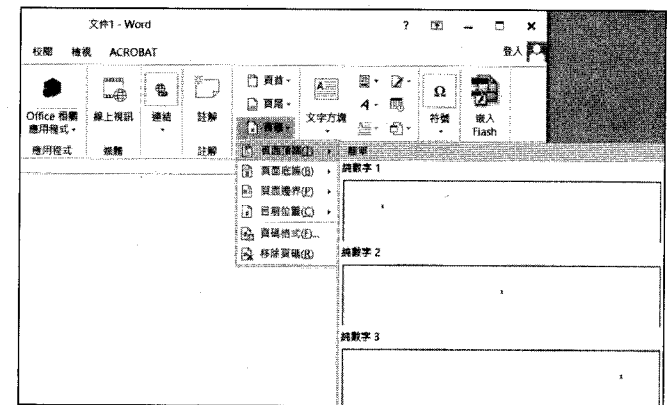 文件1 - Word
?
校閱 檢視 ACROBAT
登入
Office 相關
應用程式
線上視訊
連結
註解
頁首
頁尾
頁碼
文字方塊
A
Ω
符號
嵌入
Flash
應用程式
媒體
註解
頁面頂端(T)
頁面底端(B)
頁面邊界(P)
目前位置(C)
頁碼格式(F)...
移除頁碼(R)
簡單
純數字 1
1
純數字 2
1
純數字 3
1